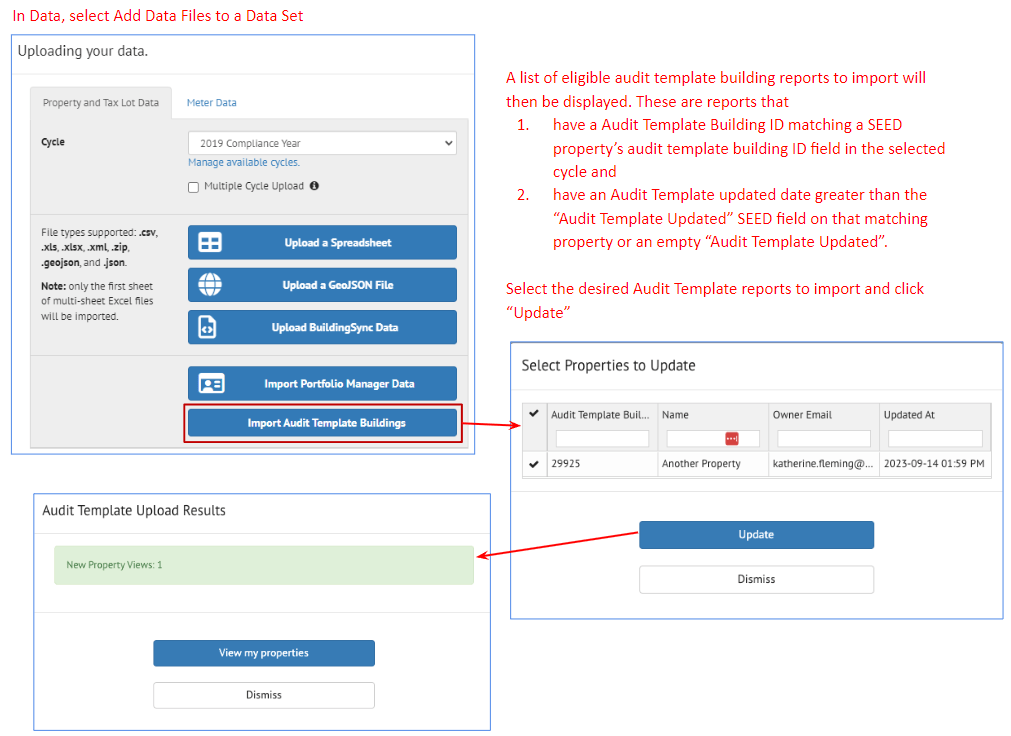 In Data, select Add Data Files to a Data Set
Uploading your data.
Property and Tax Lot Data
Meter Data
Cycle
2019 Compliance Year
Manage available cycles.
Multiple Cycle Upload
File types supported: .csv,
.xls, .xlsx, .xml, .zip,
.geojson, and .json.
Note: only the first sheet
of multi-sheet Excel files
will be imported.
Upload a Spreadsheet
Upload a GeoJSON File
Upload BuildingSync Data
Import Portfolio Manager Data
Import Audit Template Buildings
A list of eligible audit template building reports to import will
then be displayed. These are reports that
1. have a Audit Template Building ID matching a SEED
property's audit template building ID field in the selected
cycle and
2. have an Audit Template updated date greater than the
“Audit Template Updated” SEED field on that matching
property or an empty “Audit Template Updated”.
Select the desired Audit Template reports to import and click
“Update”
Select Properties to Update
Audit Template Buil... Name Owner Email Updated At
29925 Another Property katherine.fleming@... 2023-09-14 01:59 PM
Update
Dismiss
Audit Template Upload Results
New Property Views: 1
View my properties
Dismiss